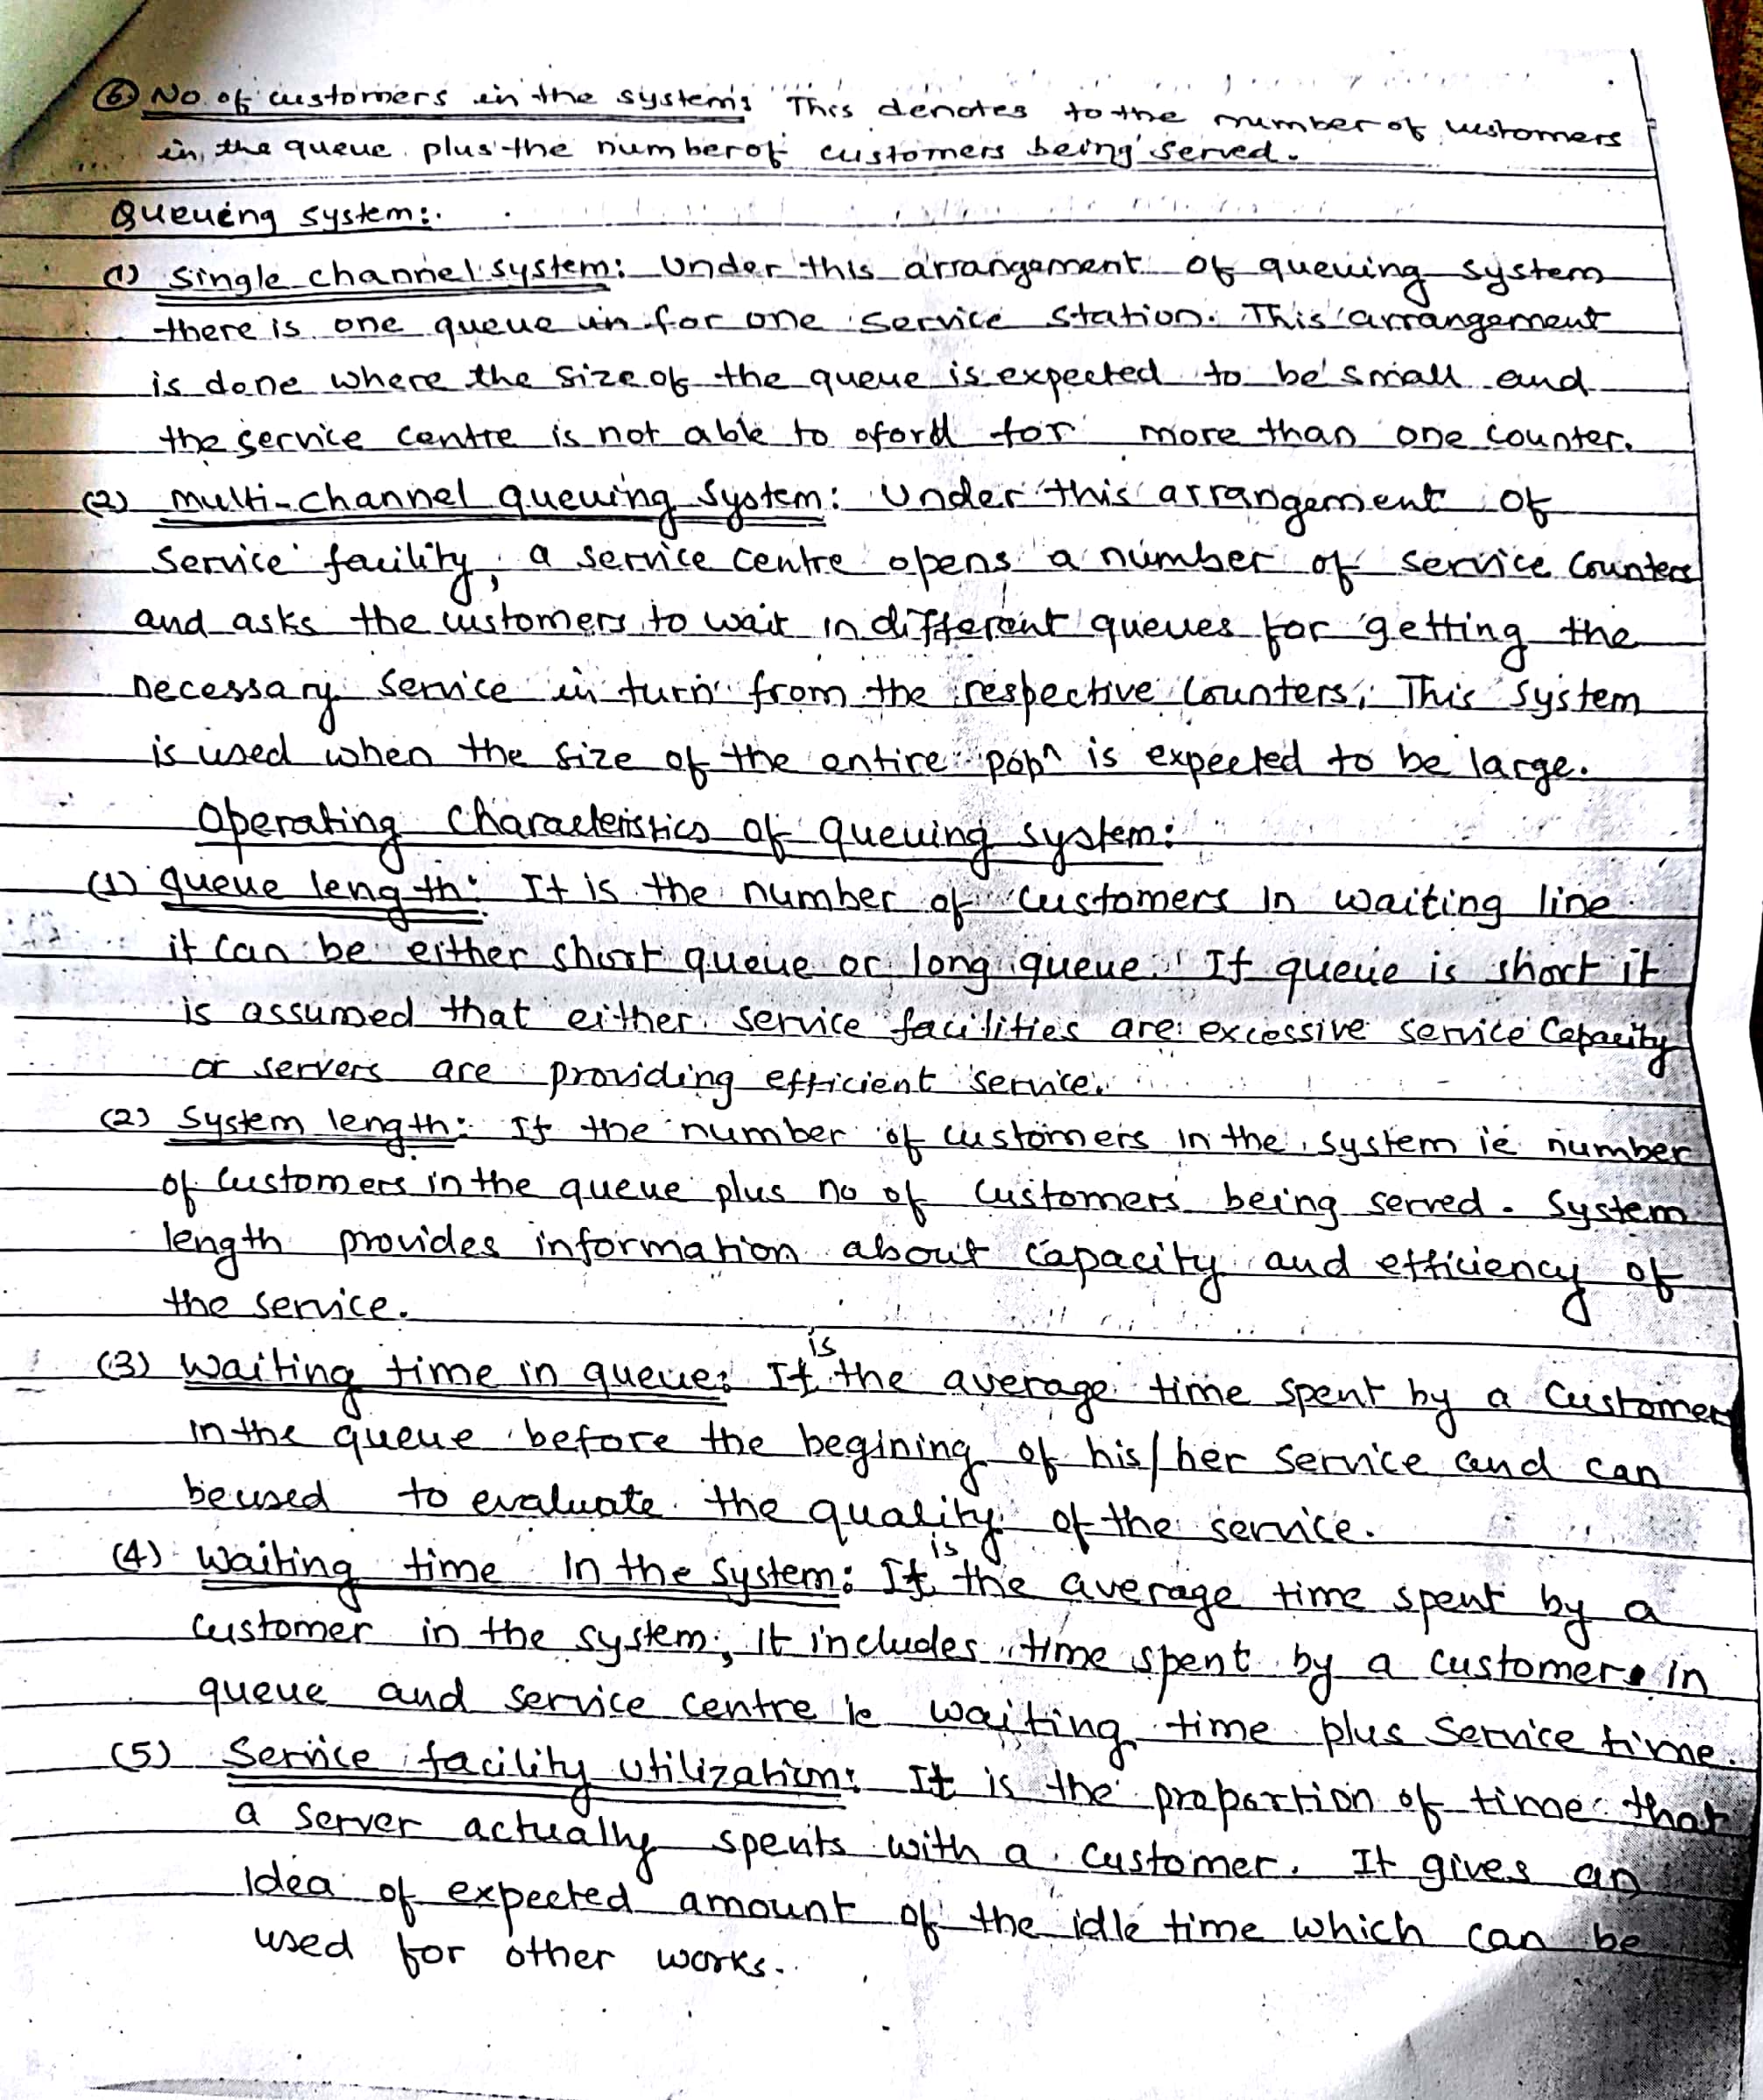 ⑥ No. of customers in the system: This denotes to the number of customers
in the queue plus the number of customers being served.
Queueing system:
(1) Single channel system: Under this arrangement of queuing system
there is one queue in for one service station. This arrangement
is done where the size of the queue is expected to be small and
the service centre is not able to oford for more than one counter.
(2) Multi-channel queuing system: Under this arrangement of
service facility, a service centre opens a number of service counters
and asks the customers to wait in different queues for getting the
necessary service in turn from the respective counters. This system
is used when the size of the entire popⁿ is expected to be large.
Operating characteristics of queuing system:
(1) queue length: It is the number of customers in waiting line
it can be either short queue or long queue. If queue is short it
is assumed that either service facilities are excessive service capacity
or servers are providing efficient service.
(2) System length: If the number of customers in the system ie number
of customers in the queue plus no of customers being served. System
length provides information about capacity and efficiency of
the service.
(3) Waiting time in queue: It is the average time spent by a customer
in the queue before the begining of his/her service and can
be used to evaluate the quality of the service.
(4) Waiting time in the system: It is the average time spent by a
customer in the system, it includes time spent by a customer in
queue and service centre ie waiting time plus service time.
(5) Service facility utilization: It is the proportion of time that
a server actually spents with a customer. It gives an
idea of expected amount of the idle time which can be
used for other works.